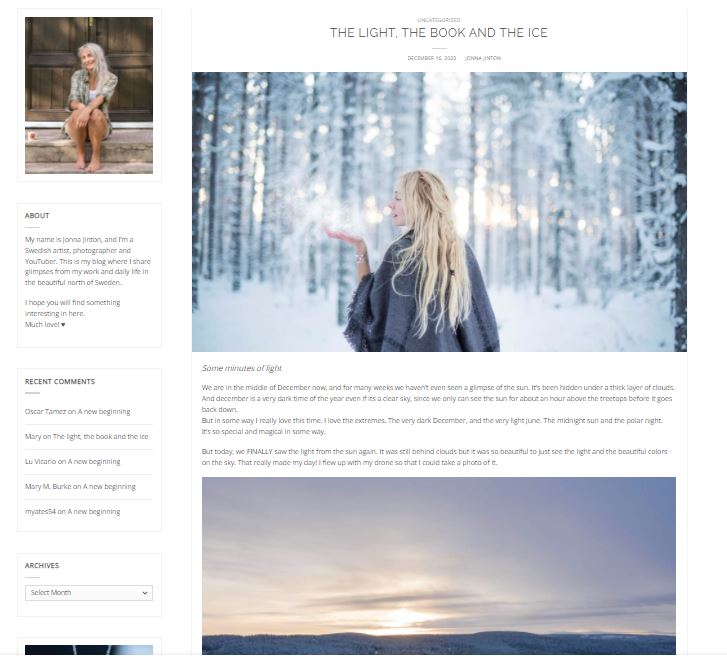 UNCATEGORIZED
THE LIGHT, THE BOOK AND THE ICE
DECEMBER 16, 2020 JONNA JINTON
ABOUT
My name is Jonna Jinton, and I'm a
Swedish artist, photographer and
YouTuber. This is my blog where I share
glimpses from my work and daily life in
the beautiful north of Sweden.
I hope you will find something
interesting in here.
Much love! ♥
RECENT COMMENTS
Oscar Tamez on A new beginning
Mary on The light, the book and the ice
Lu Vicario on A new beginning
Mary M. Burke on A new beginning
myates54 on A new beginning
ARCHIVES
Select Month
Some minutes of light
We are in the middle of December now, and for many weeks we haven't even seen a glimpse of the sun. It's been hidden under a thick layer of clouds.
And december is a very dark time of the year even if its a clear sky, since we only can see the sun for about an hour above the treetops before it goes
back down.
But in some way I really love this time. I love the extremes. The very dark December, and the very light June. The midnight sun and the polar night.
It's so special and magical in some way.
But today, we FINALLY saw the light from the sun again. It was still behind clouds but it was so beautiful to just see the light and the beautiful colors
on the sky. That really made my day! I flew up with my drone so that I could take a photo of it.